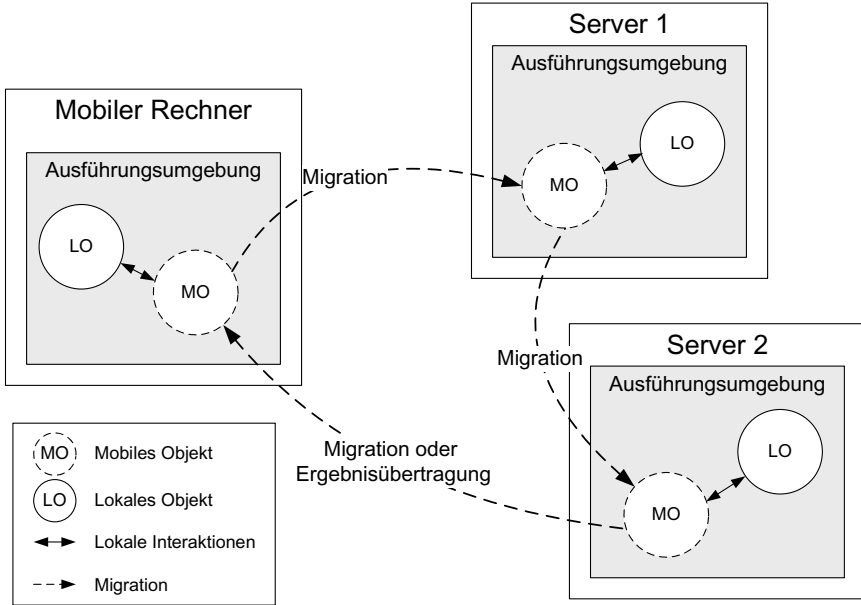 Server 1
Ausführungsumgebung
LO
MO
Mobiler Rechner
Ausführungsumgebung
LO
MO
Migration
Migration
Server 2
Ausführungsumgebung
LO
MO
Migration oder
Ergebnisübertragung
MO Mobiles Objekt
LO Lokales Objekt
Lokale Interaktionen
Migration